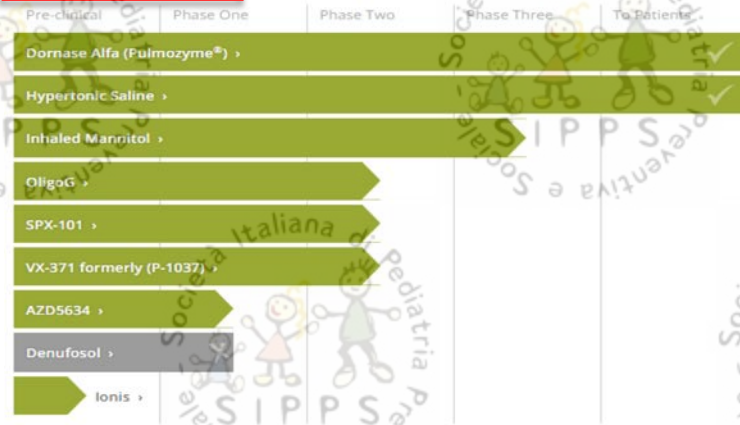 Pre-clinical Phase One Phase Two Phase Three To Patients
Dornase Alfa (Pulmozyme®) ›
Hypertonic Saline ›
Inhaled Mannitol ›
OligoG ›
SPX-101 ›
VX-371 formerly (P-1037) ›
AZD5634 ›
Denufosol ›
Ionis ›
Società Italiana di Pediatria Preventiva e Sociale
SIPPS